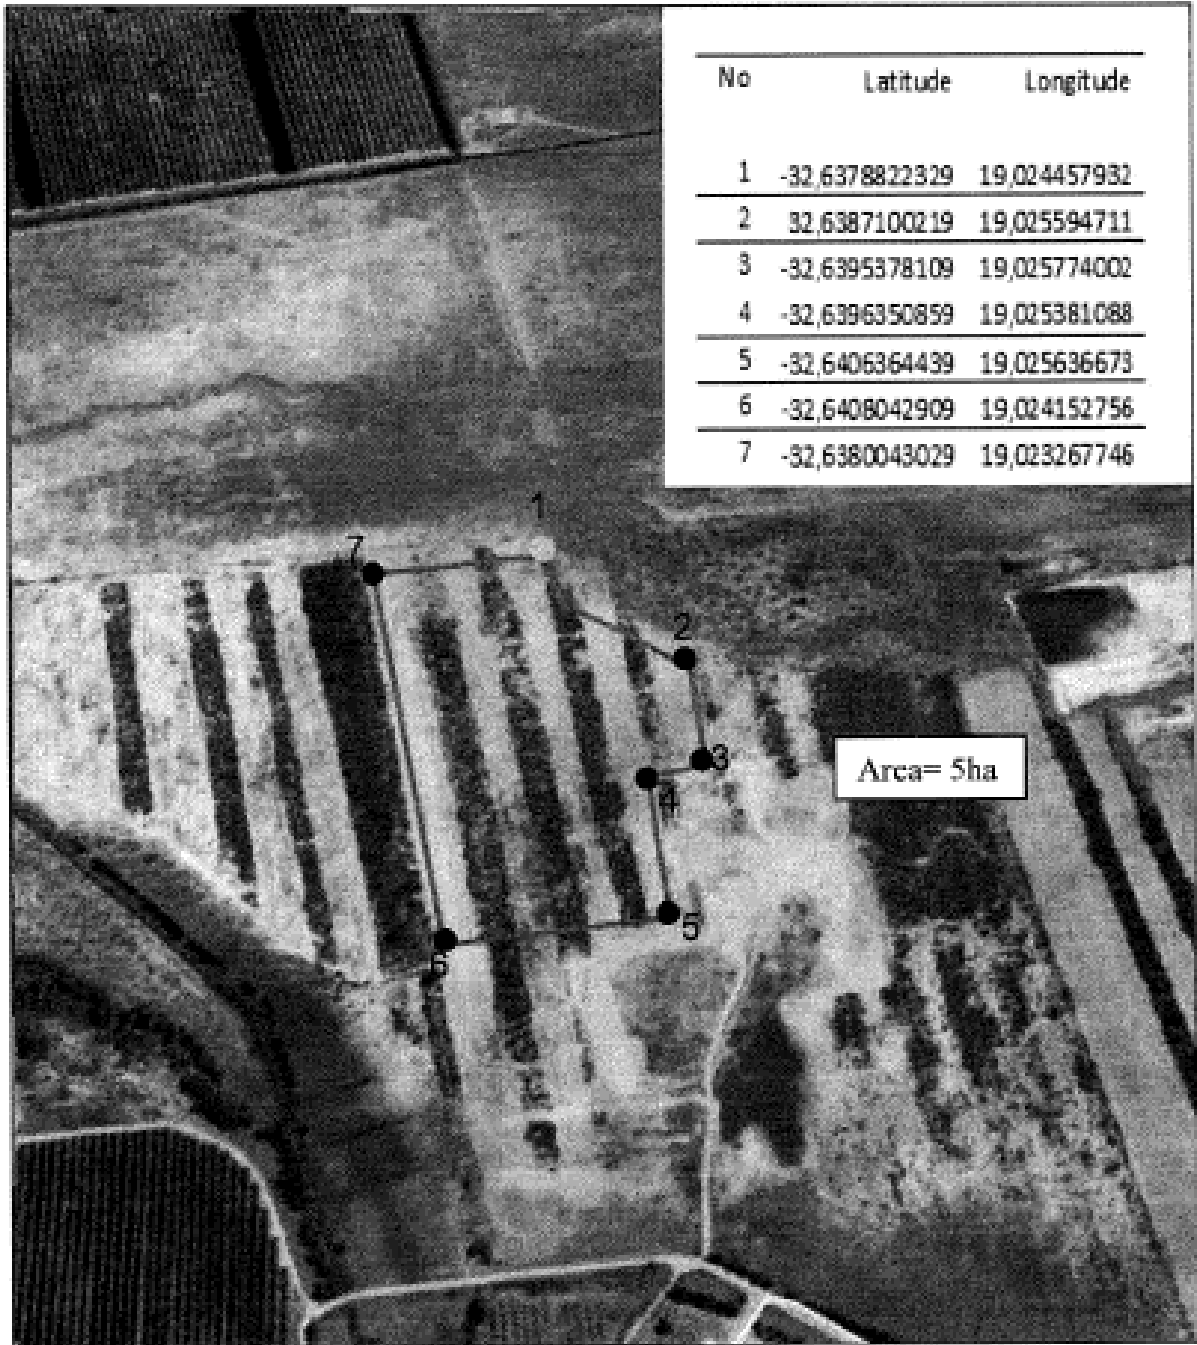 No Latitude Longitude
1 -32,6378822329 19,024457932
2 32,6387100219 19,025594711
3 -32,6395378109 19,025774002
4 -32,6396350859 19,025381088
5 -32,6406364439 19,025636673
6 -32,6408042909 19,024152756
7 -32,6380043029 19,023267746
1
7
2
3
Area= 5ha
4
5
6